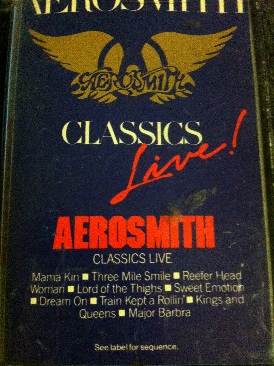 AEROSMITH
AEROSMITH
CLASSICS
Live!
AEROSMITH
CLASSICS LIVE
Mama Kin ■ Three Mile Smile ■ Reefer Head
Woman ■ Lord of the Thighs ■ Sweet Emotion
■ Dream On ■ Train Kept a Rollin' ■ Kings and
Queens ■ Major Barbra
See label for sequence.